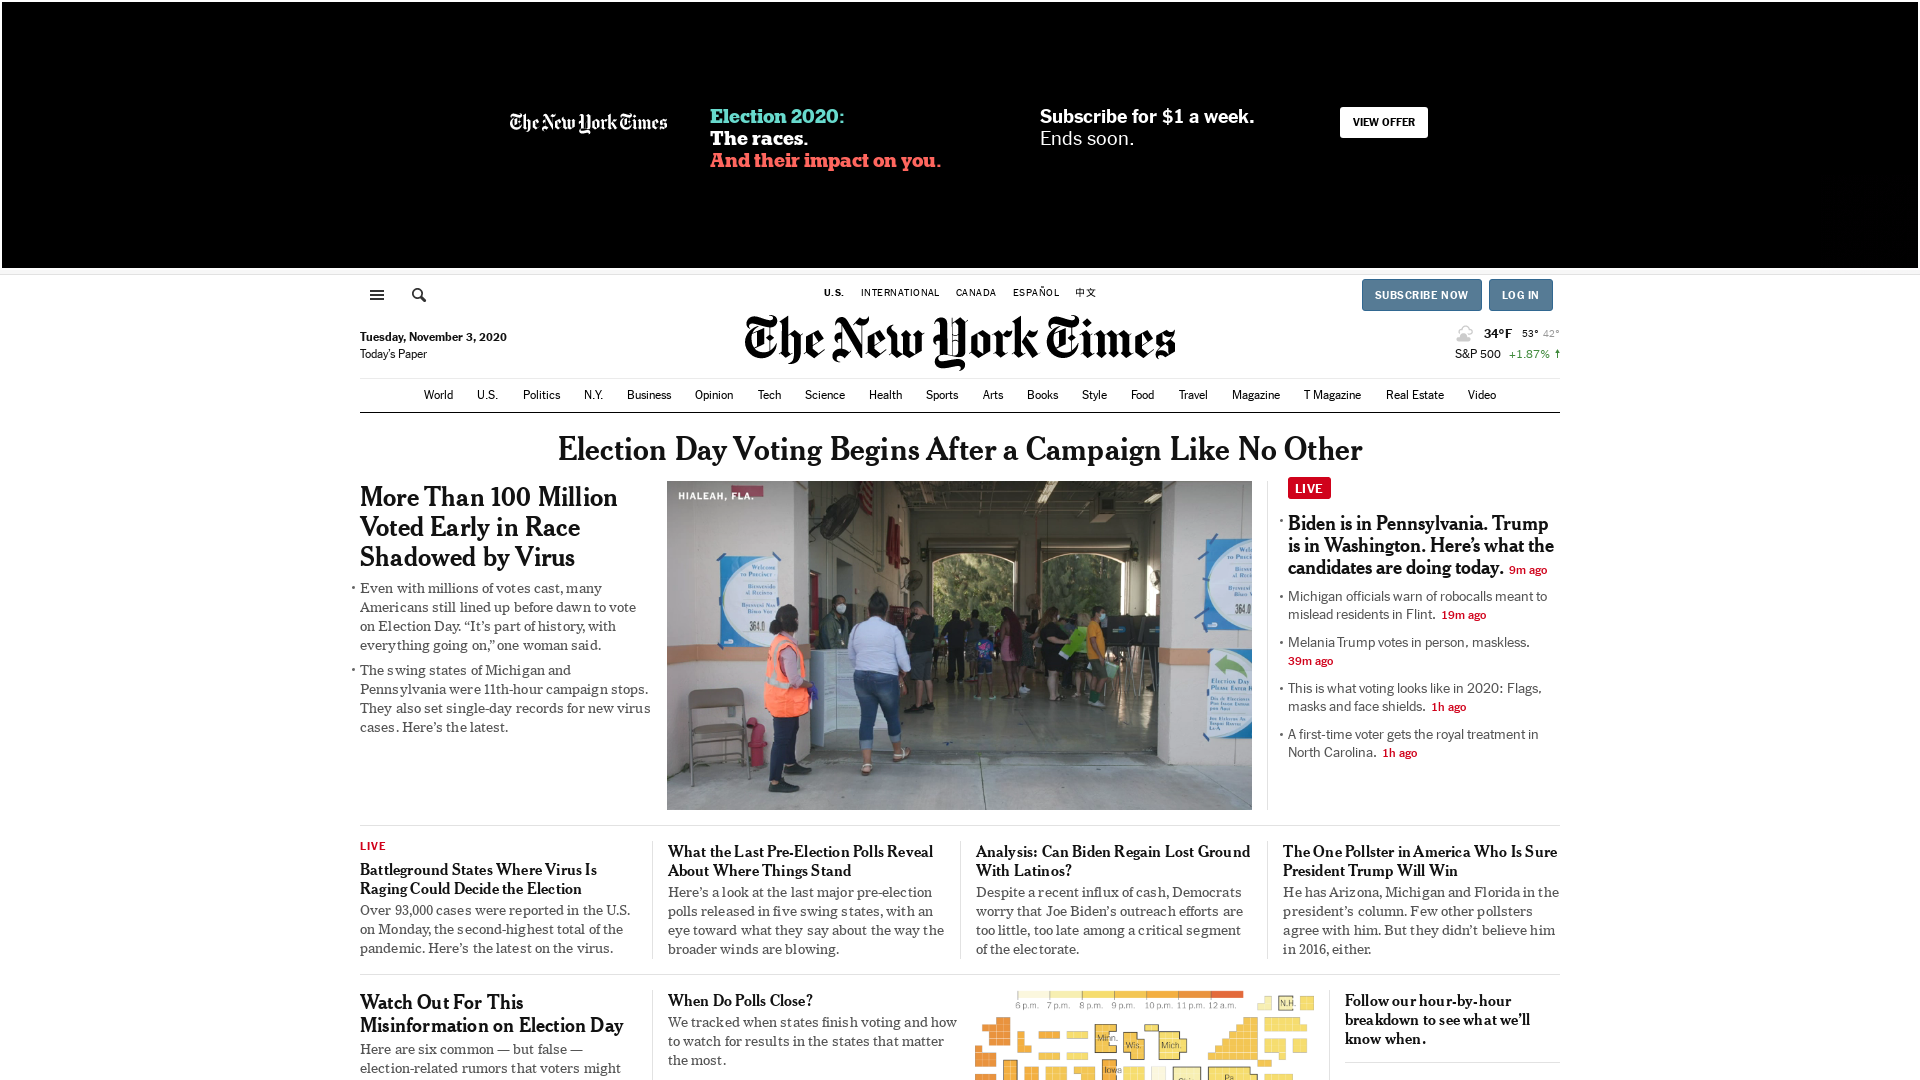 The New York Times
Election 2020:
The races.
And their impact on you.
Subscribe for $1 a week.
Ends soon.
VIEW OFFER
U.S. INTERNATIONAL CANADA ESPAÑOL 中文
SUBSCRIBE NOW LOG IN
Tuesday, November 3, 2020
Today's Paper
The New York Times
34°F 53° 42°
S&P 500 +1.87% ↑
World U.S. Politics N.Y. Business Opinion Tech Science Health Sports Arts Books Style Food Travel Magazine T Magazine Real Estate Video
Election Day Voting Begins After a Campaign Like No Other
More Than 100 Million
Voted Early in Race
Shadowed by Virus
Even with millions of votes cast, many
Americans still lined up before dawn to vote
on Election Day. “It’s part of history, with
everything going on,” one woman said.
The swing states of Michigan and
Pennsylvania were 11th-hour campaign stops.
They also set single-day records for new virus
cases. Here’s the latest.
HIALEAH, FLA.
LIVE
Biden is in Pennsylvania. Trump
is in Washington. Here’s what the
candidates are doing today. 9m ago
Michigan officials warn of robocalls meant to
mislead residents in Flint. 19m ago
Melania Trump votes in person, maskless.
39m ago
This is what voting looks like in 2020: Flags,
masks and face shields. 1h ago
A first-time voter gets the royal treatment in
North Carolina. 1h ago
LIVE
Battleground States Where Virus Is
Raging Could Decide the Election
Over 93,000 cases were reported in the U.S.
on Monday, the second-highest total of the
pandemic. Here’s the latest on the virus.
What the Last Pre-Election Polls Reveal
About Where Things Stand
Here’s a look at the last major pre-election
polls released in five swing states, with an
eye toward what they say about the way the
broader winds are blowing.
Analysis: Can Biden Regain Lost Ground
With Latinos?
Despite a recent influx of cash, Democrats
worry that Joe Biden’s outreach efforts are
too little, too late among a critical segment
of the electorate.
The One Pollster in America Who Is Sure
President Trump Will Win
He has Arizona, Michigan and Florida in the
president’s column. Few other pollsters
agree with him. But they didn’t believe him
in 2016, either.
Watch Out For This
Misinformation on Election Day
Here are six common — but false —
election-related rumors that voters might
When Do Polls Close?
We tracked when states finish voting and how
to watch for results in the states that matter
the most.
6 p.m. 7 p.m. 8 p.m. 9 p.m. 10 p.m. 11 p.m. 12 a.m.
N.H.
Minn.
Wis.
Mich.
Iowa
Pa.
Follow our hour-by-hour
breakdown to see what we’ll
know when.